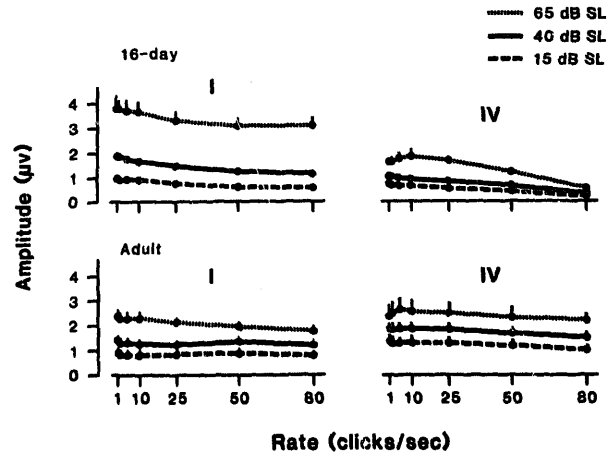 65 dB SL
40 dB SL
15 dB SL
16-day
I
IV
4
3
2
1
0
Adult
I
IV
4
3
2
1
0
1 10 25 50 80
1 10 25 50 80
Amplitude (μv)
Rate (clicks/sec)